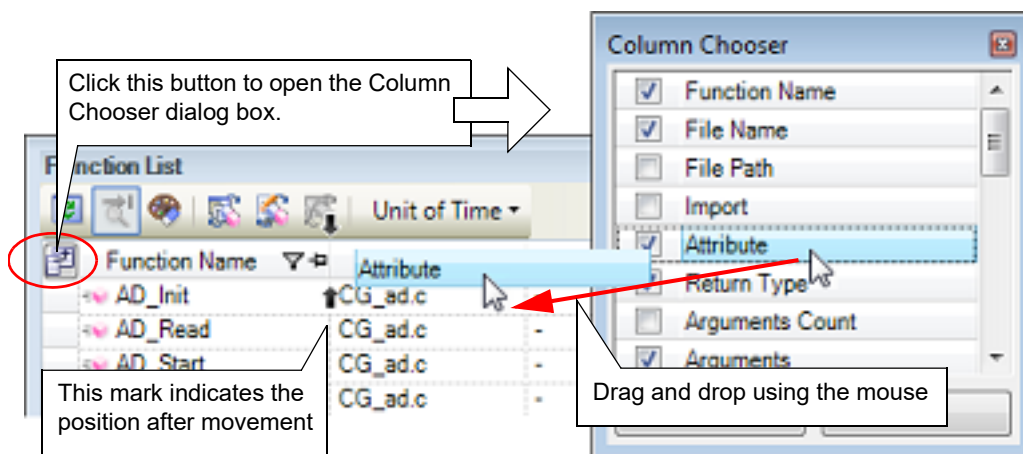 Click this button to open the Column
Chooser dialog box.
Column Chooser
Function Name
File Name
File Path
Import
Attribute
Return Type
Arguments Count
Arguments
Function List
Unit of Time
Function Name
Attribute
AD_Init CG_ad.c -
AD_Read CG_ad.c -
AD_Start CG_ad.c -
CG_ad.c -
This mark indicates the
position after movement
Drag and drop using the mouse